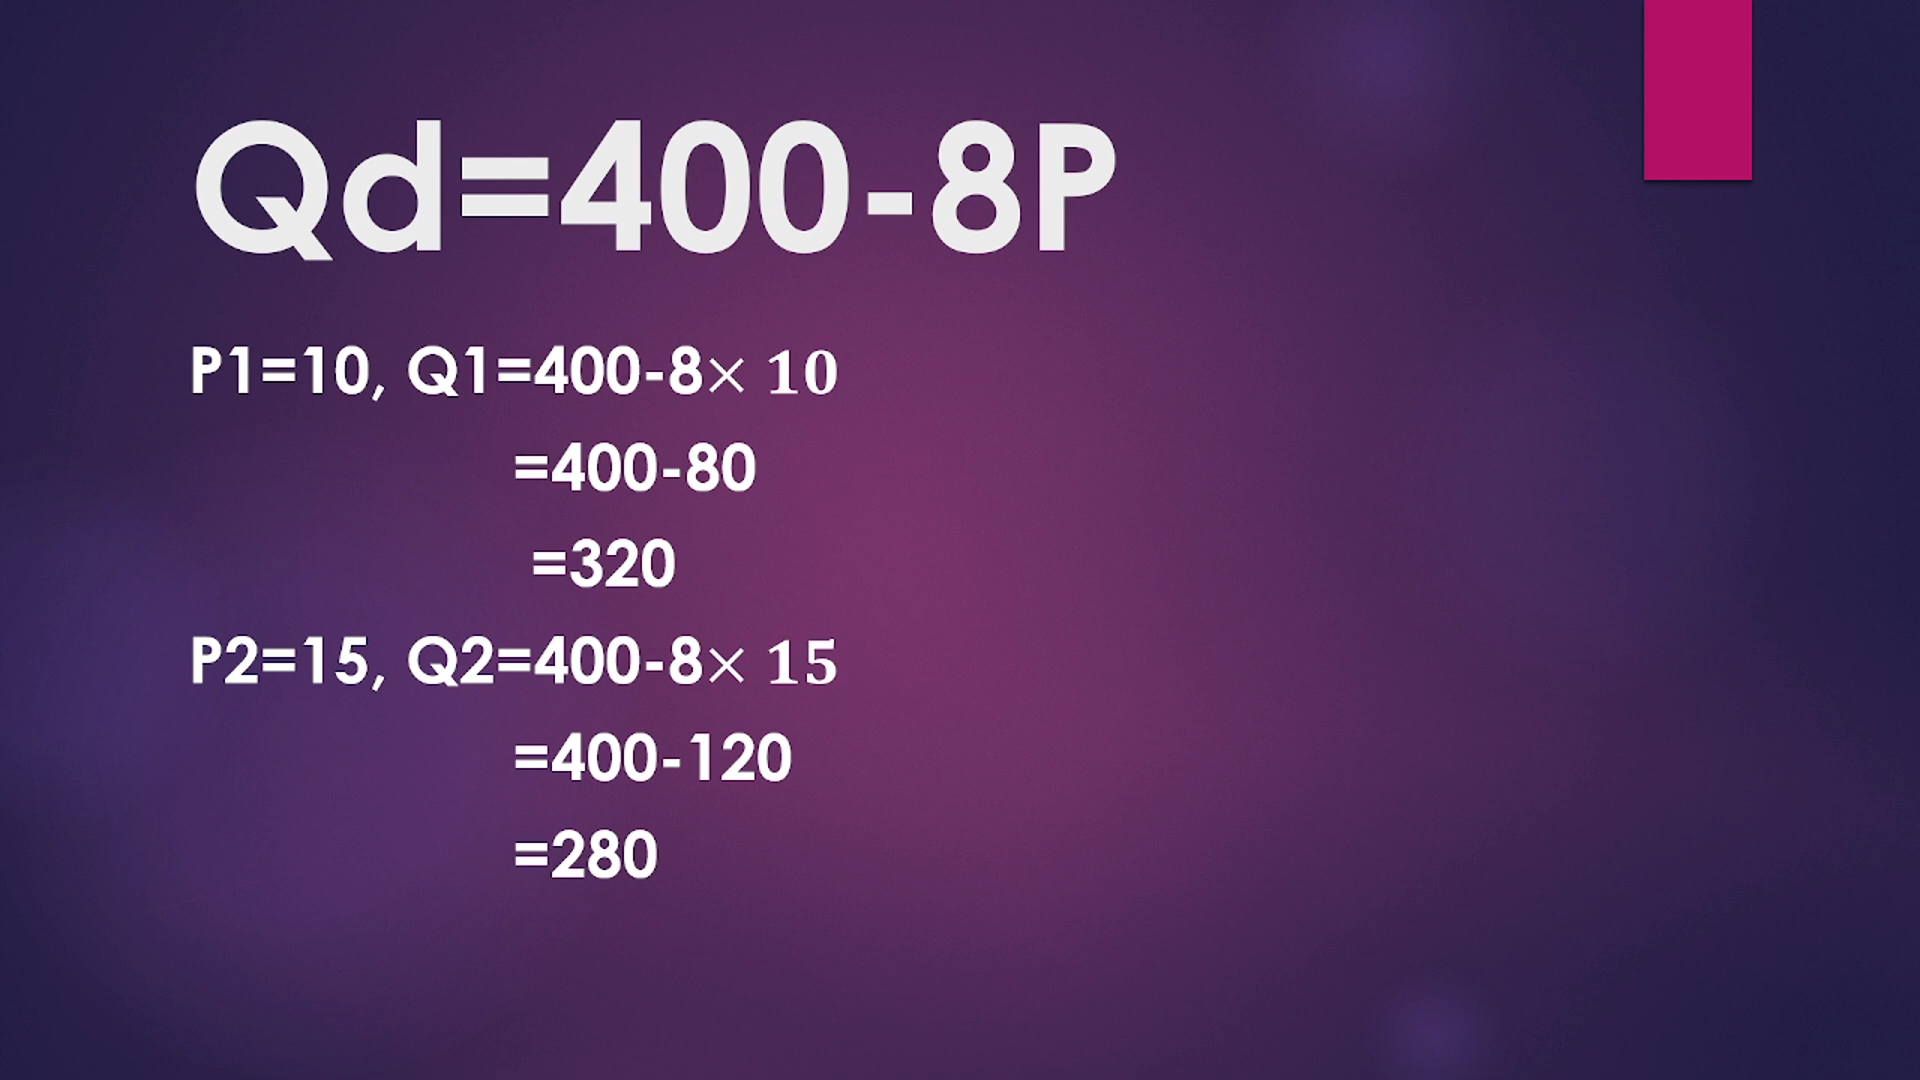 Qd=400-8P
P1=10, Q1=400-8× 10
=400-80
=320
P2=15, Q2=400-8× 15
=400-120
=280